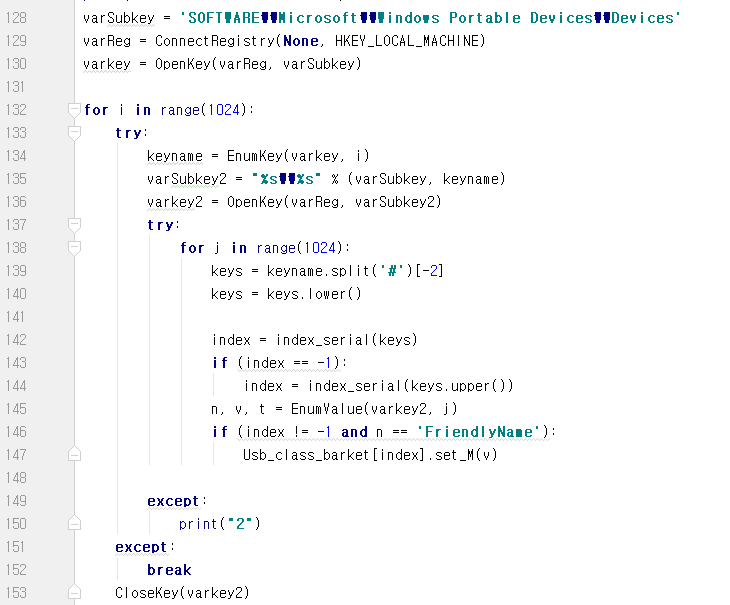 128 varSubkey = 'SOFTWARE₩₩Microsoft₩₩Windows Portable Devices₩₩Devices'
129 varReg = ConnectRegistry(None, HKEY_LOCAL_MACHINE)
130 varkey = OpenKey(varReg, varSubkey)
131
132 for i in range(1024):
133     try:
134         keyname = EnumKey(varkey, i)
135         varSubkey2 = "%s₩₩%s" % (varSubkey, keyname)
136         varkey2 = OpenKey(varReg, varSubkey2)
137         try:
138             for j in range(1024):
139                 keys = keyname.split('#')[-2]
140                 keys = keys.lower()
141
142                 index = index_serial(keys)
143                 if (index == -1):
144                     index = index_serial(keys.upper())
145                 n, v, t = EnumValue(varkey2, j)
146                 if (index != -1 and n == 'FriendlyName'):
147                     Usb_class_barket[index].set_M(v)
148
149         except:
150             print("2")
151     except:
152         break
153     CloseKey(varkey2)